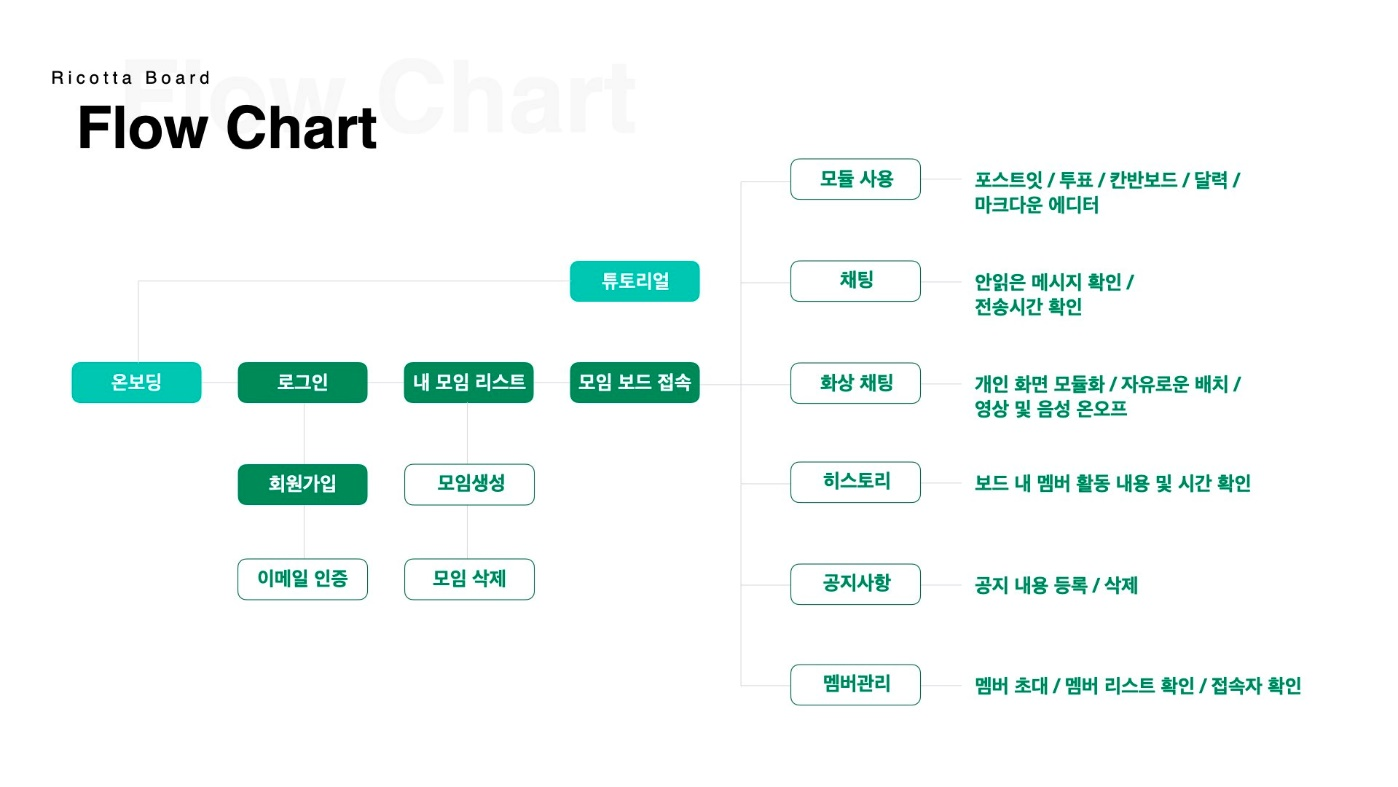 Ricotta Board
Flow Chart
Flow Chart
모듈 사용
포스트잇 / 투표 / 칸반보드 / 달력 /
마크다운 에디터
튜토리얼
채팅
안읽은 메시지 확인 /
전송시간 확인
온보딩
로그인
내 모임 리스트
모임 보드 접속
화상 채팅
개인 화면 모듈화 / 자유로운 배치 /
영상 및 음성 온오프
회원가입
모임생성
히스토리
보드 내 멤버 활동 내용 및 시간 확인
이메일 인증
모임 삭제
공지사항
공지 내용 등록 / 삭제
멤버관리
멤버 초대 / 멤버 리스트 확인 / 접속자 확인